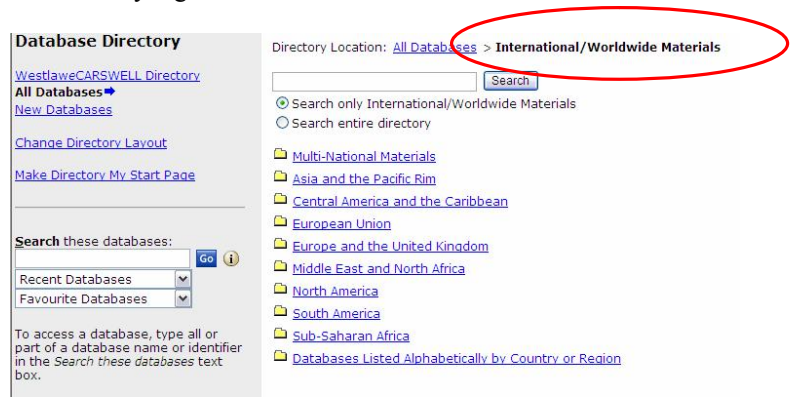 Database Directory
WestlaweCARSWELL Directory
All Databases
New Databases
Change Directory Layout
Make Directory My Start Page
Search these databases:
Go i
Recent Databases
Favourite Databases
To access a database, type all or
part of a database name or identifier
in the Search these databases text
box.
Directory Location: All Databases > International/Worldwide Materials
Search
Search only International/Worldwide Materials
Search entire directory
Multi-National Materials
Asia and the Pacific Rim
Central America and the Caribbean
European Union
Europe and the United Kingdom
Middle East and North Africa
North America
South America
Sub-Saharan Africa
Databases Listed Alphabetically by Country or Region